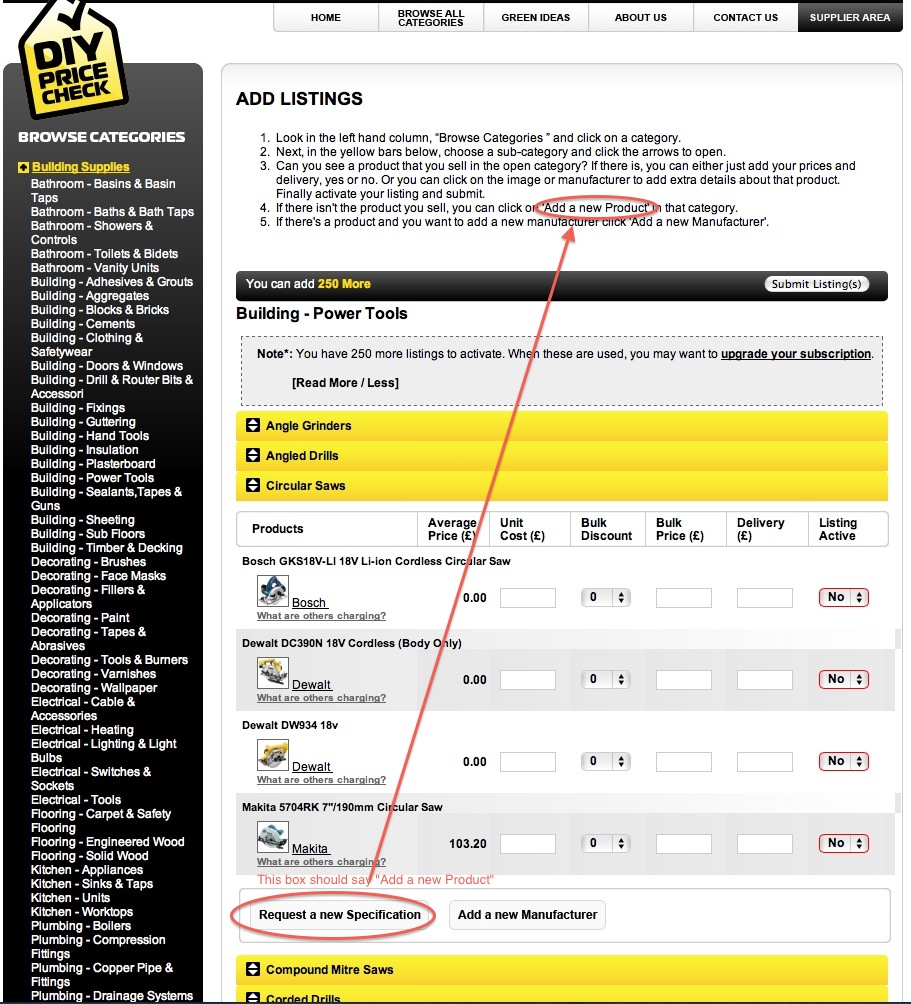 HOME
BROWSE ALL
CATEGORIES
GREEN IDEAS
ABOUT US
CONTACT US
SUPPLIER AREA
DIY
PRICE
CHECK
BROWSE CATEGORIES
Building Supplies
Bathroom - Basins & Basin
Taps
Bathroom - Baths & Bath Taps
Bathroom - Showers &
Controls
Bathroom - Toilets & Bidets
Bathroom - Vanity Units
Building - Adhesives & Grouts
Building - Aggregates
Building - Blocks & Bricks
Building - Cements
Building - Clothing &
Safetywear
Building - Doors & Windows
Building - Drill & Router Bits &
Accessori
Building - Fixings
Building - Guttering
Building - Hand Tools
Building - Insulation
Building - Plasterboard
Building - Power Tools
Building - Sealants,Tapes &
Guns
Building - Sheeting
Building - Sub Floors
Building - Timber & Decking
Decorating - Brushes
Decorating - Face Masks
Decorating - Fillers &
Applicators
Decorating - Paint
Decorating - Tapes &
Abrasives
Decorating - Tools & Burners
Decorating - Varnishes
Decorating - Wallpaper
Electrical - Cable &
Accessories
Electrical - Heating
Electrical - Lighting & Light
Bulbs
Electrical - Switches &
Sockets
Electrical - Tools
Flooring - Carpet & Safety
Flooring
Flooring - Engineered Wood
Flooring - Solid Wood
Kitchen - Appliances
Kitchen - Sinks & Taps
Kitchen - Units
Kitchen - Worktops
Plumbing - Boilers
Plumbing - Compression
Fittings
Plumbing - Copper Pipe &
Fittings
Plumbing - Drainage Systems
ADD LISTINGS
1. Look in the left hand column, “Browse Categories ” and click on a category.
2. Next, in the yellow bars below, choose a sub-category and click the arrows to open.
3. Can you see a product that you sell in the open category? If there is, you can either just add your prices and
delivery, yes or no. Or you can click on the image or manufacturer to add extra details about that product.
Finally activate your listing and submit.
4. If there isn't the product you sell, you can click on 'Add a new Product' in that category.
5. If there's a product and you want to add a new manufacturer click 'Add a new Manufacturer'.
You can add 250 More
Submit Listing(s)
Building - Power Tools
Note*: You have 250 more listings to activate. When these are used, you may want to upgrade your subscription.
[Read More / Less]
Angle Grinders
Angled Drills
Circular Saws
Products
Average
Price (£)
Unit
Cost (£)
Bulk
Discount
Bulk
Price (£)
Delivery
(£)
Listing
Active
Bosch GKS18V-LI 18V Li-ion Cordless Circular Saw
Bosch 0.00 0 No
What are others charging?
Dewalt DC390N 18V Cordless (Body Only)
Dewalt 0.00 0 No
What are others charging?
Dewalt DW934 18v
Dewalt 0.00 0 No
What are others charging?
Makita 5704RK 7"/190mm Circular Saw
Makita 103.20 0 No
What are others charging?
This box should say "Add a new Product"
Request a new Specification
Add a new Manufacturer
Compound Mitre Saws
Corded Drills